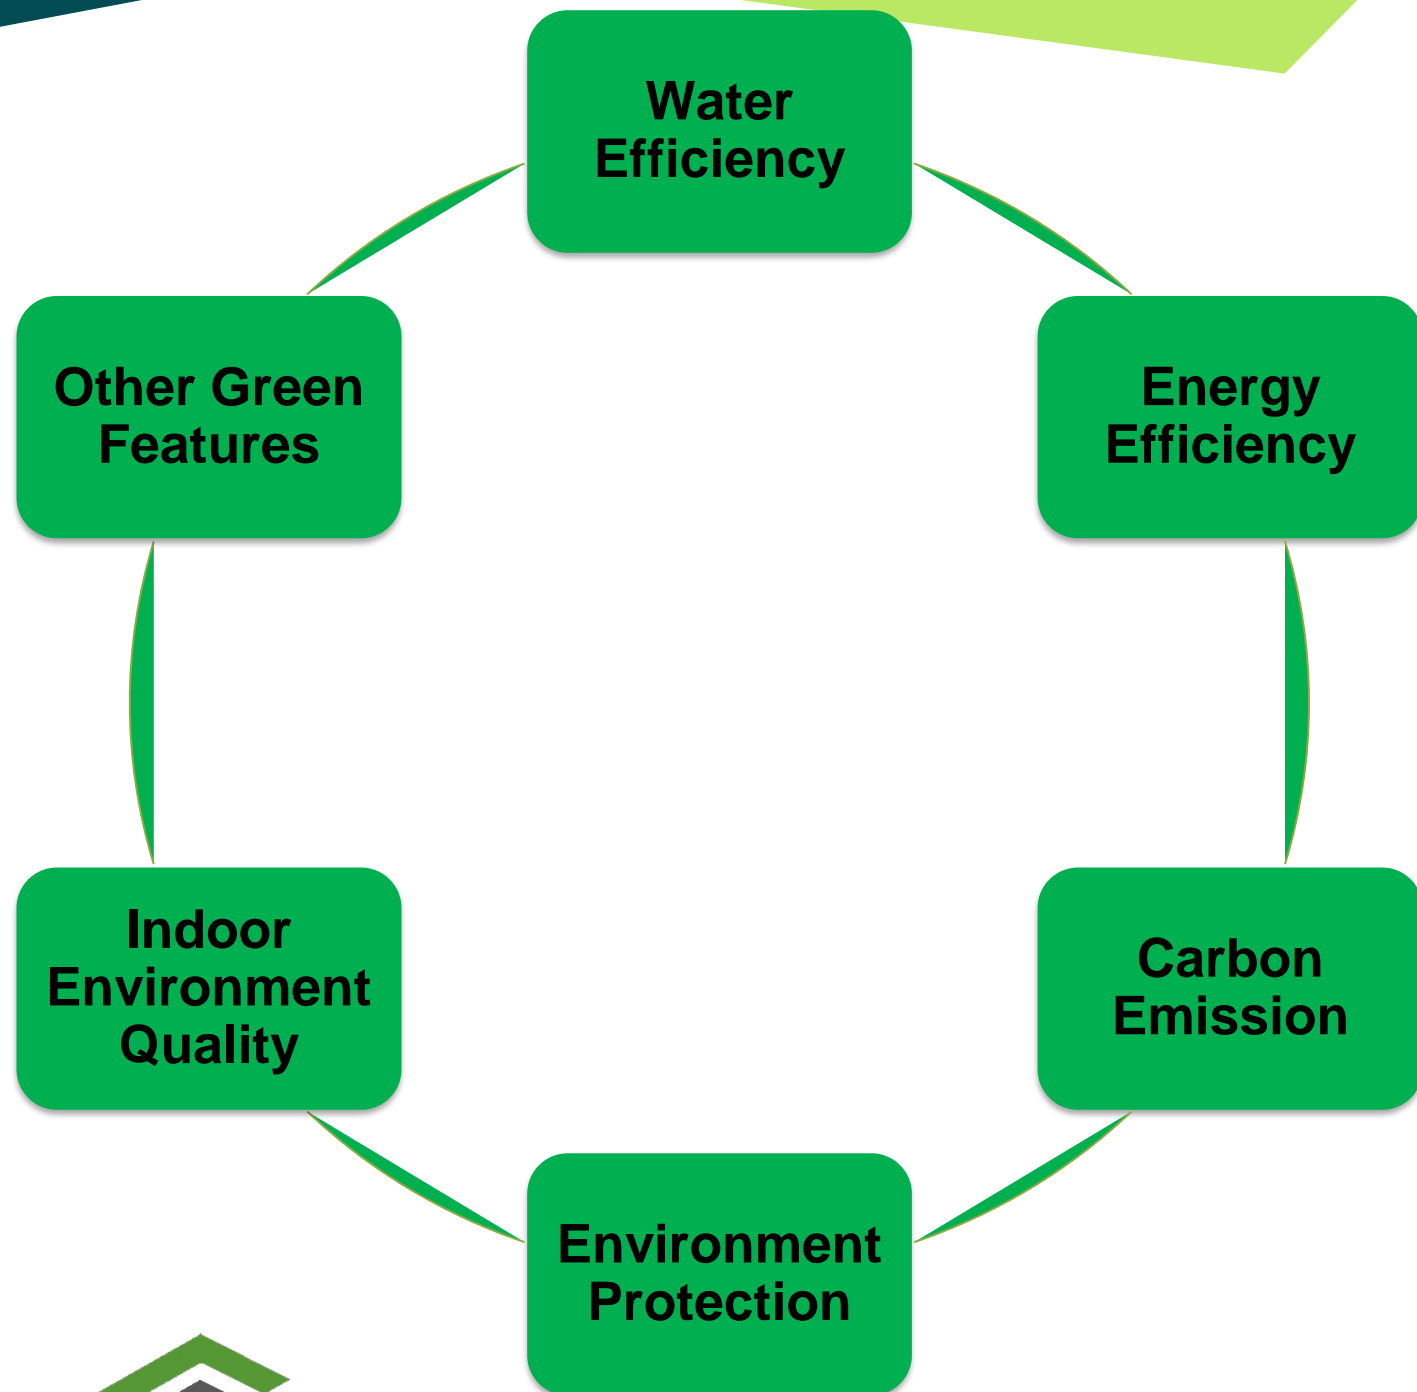 Water
Efficiency
Other Green
Features
Energy
Efficiency
Indoor
Environment
Quality
Carbon
Emission
Environment
Protection